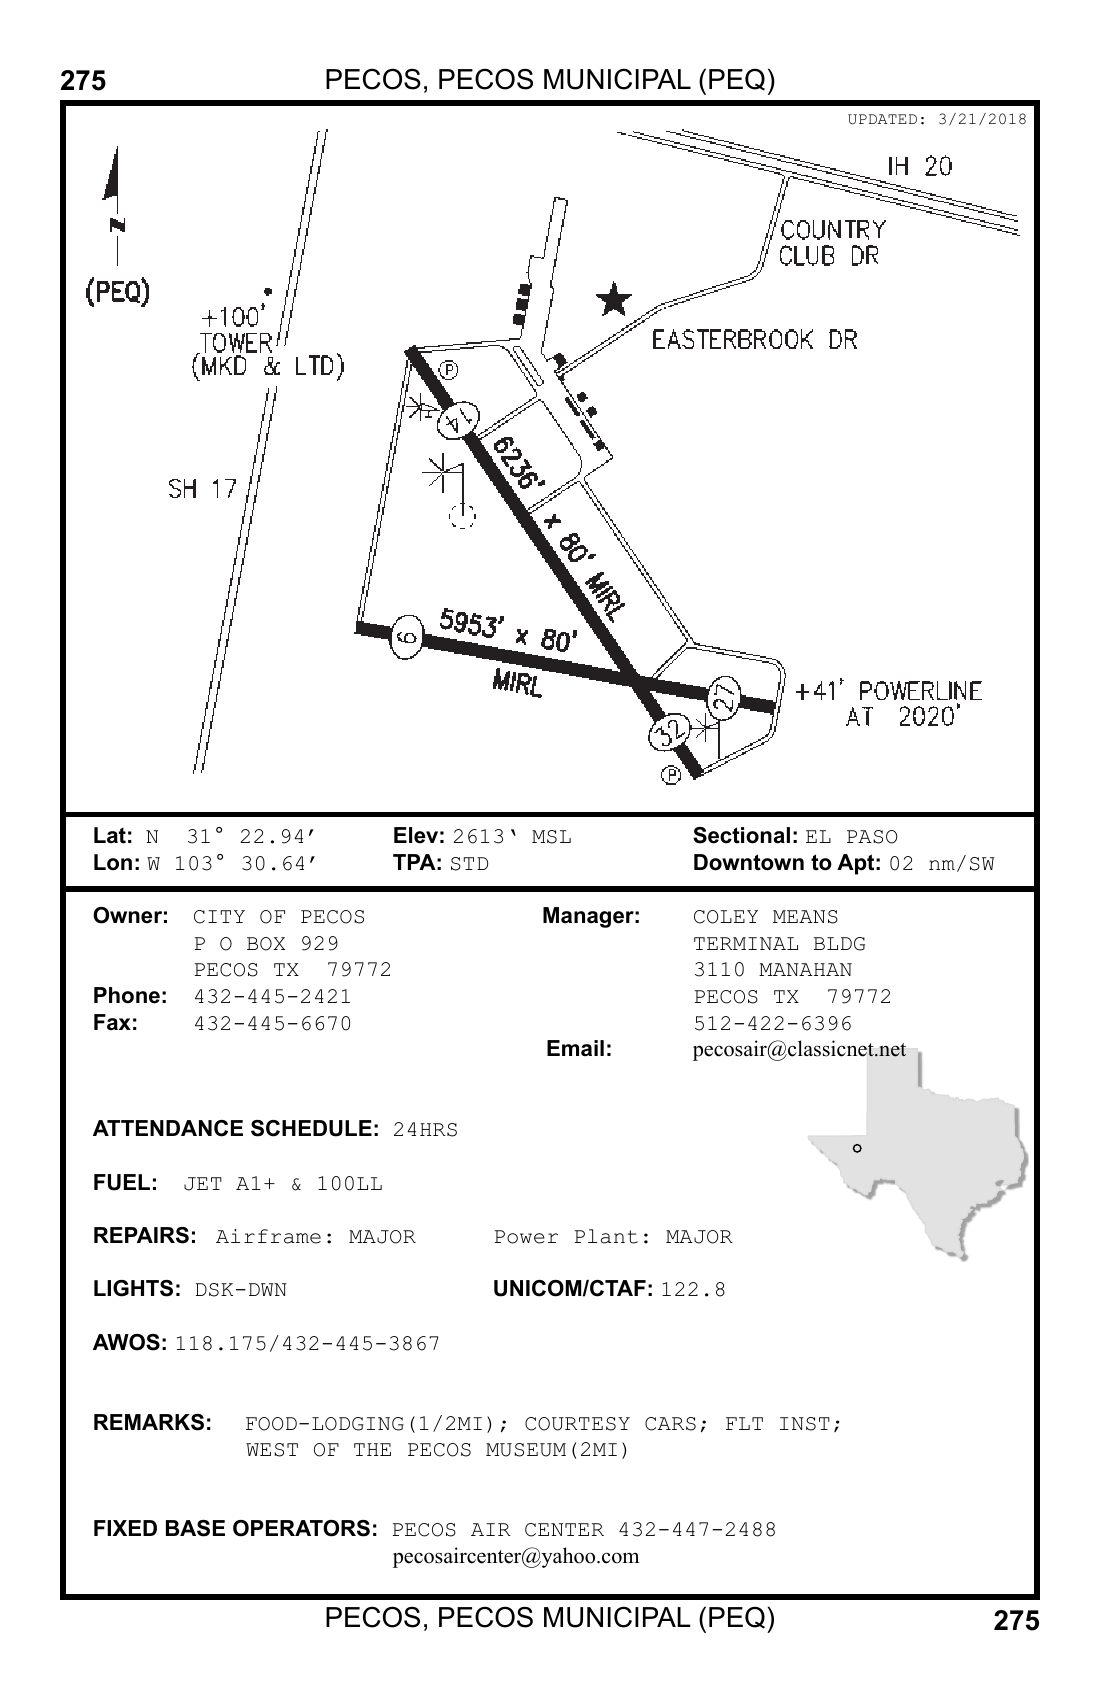 275 PECOS, PECOS MUNICIPAL (PEQ)
UPDATED: 3/21/2018
IH 20
N
COUNTRY
CLUB DR
(PEQ)
+100'
TOWER
(MKD & LTD)
EASTERBROOK DR
P
14
6236' x 80' MIRL
SH 17
9
5953' x 80'
MIRL
27
+41' POWERLINE
AT 2020'
32
P
Lat: N 31° 22.94’ Elev: 2613‘ MSL Sectional: EL PASO
Lon: W 103° 30.64’ TPA: STD Downtown to Apt: 02 nm/SW
Owner: CITY OF PECOS Manager: COLEY MEANS
P O BOX 929 TERMINAL BLDG
PECOS TX 79772 3110 MANAHAN
Phone: 432-445-2421 PECOS TX 79772
Fax: 432-445-6670 512-422-6396
Email: pecosair@classicnet.net
ATTENDANCE SCHEDULE: 24HRS
FUEL: JET A1+ & 100LL
REPAIRS: Airframe: MAJOR Power Plant: MAJOR
LIGHTS: DSK-DWN UNICOM/CTAF: 122.8
AWOS: 118.175/432-445-3867
REMARKS: FOOD-LODGING(1/2MI); COURTESY CARS; FLT INST;
WEST OF THE PECOS MUSEUM(2MI)
FIXED BASE OPERATORS: PECOS AIR CENTER 432-447-2488
pecosaircenter@yahoo.com
PECOS, PECOS MUNICIPAL (PEQ) 275